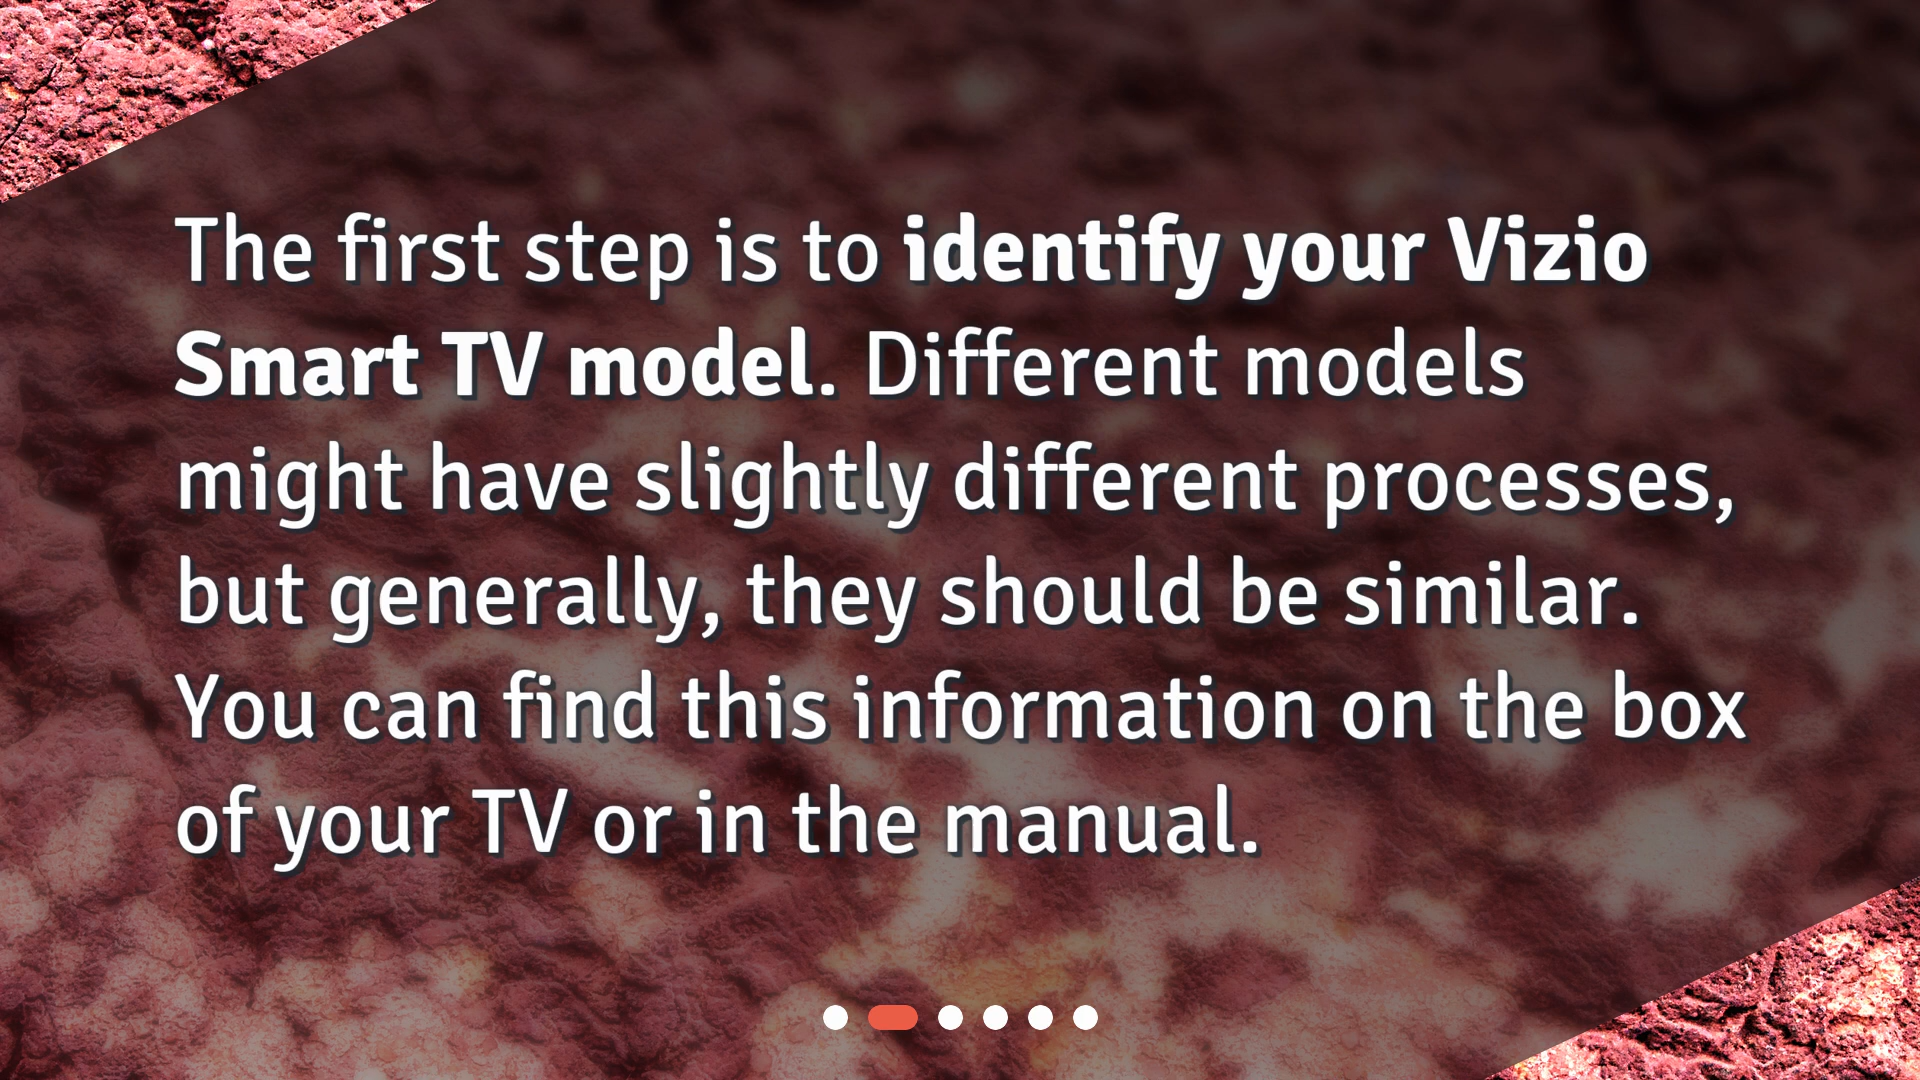 The first step is to identify your Vizio
Smart TV model. Different models
might have slightly different processes,
but generally, they should be similar.
You can find this information on the box
of your TV or in the manual.